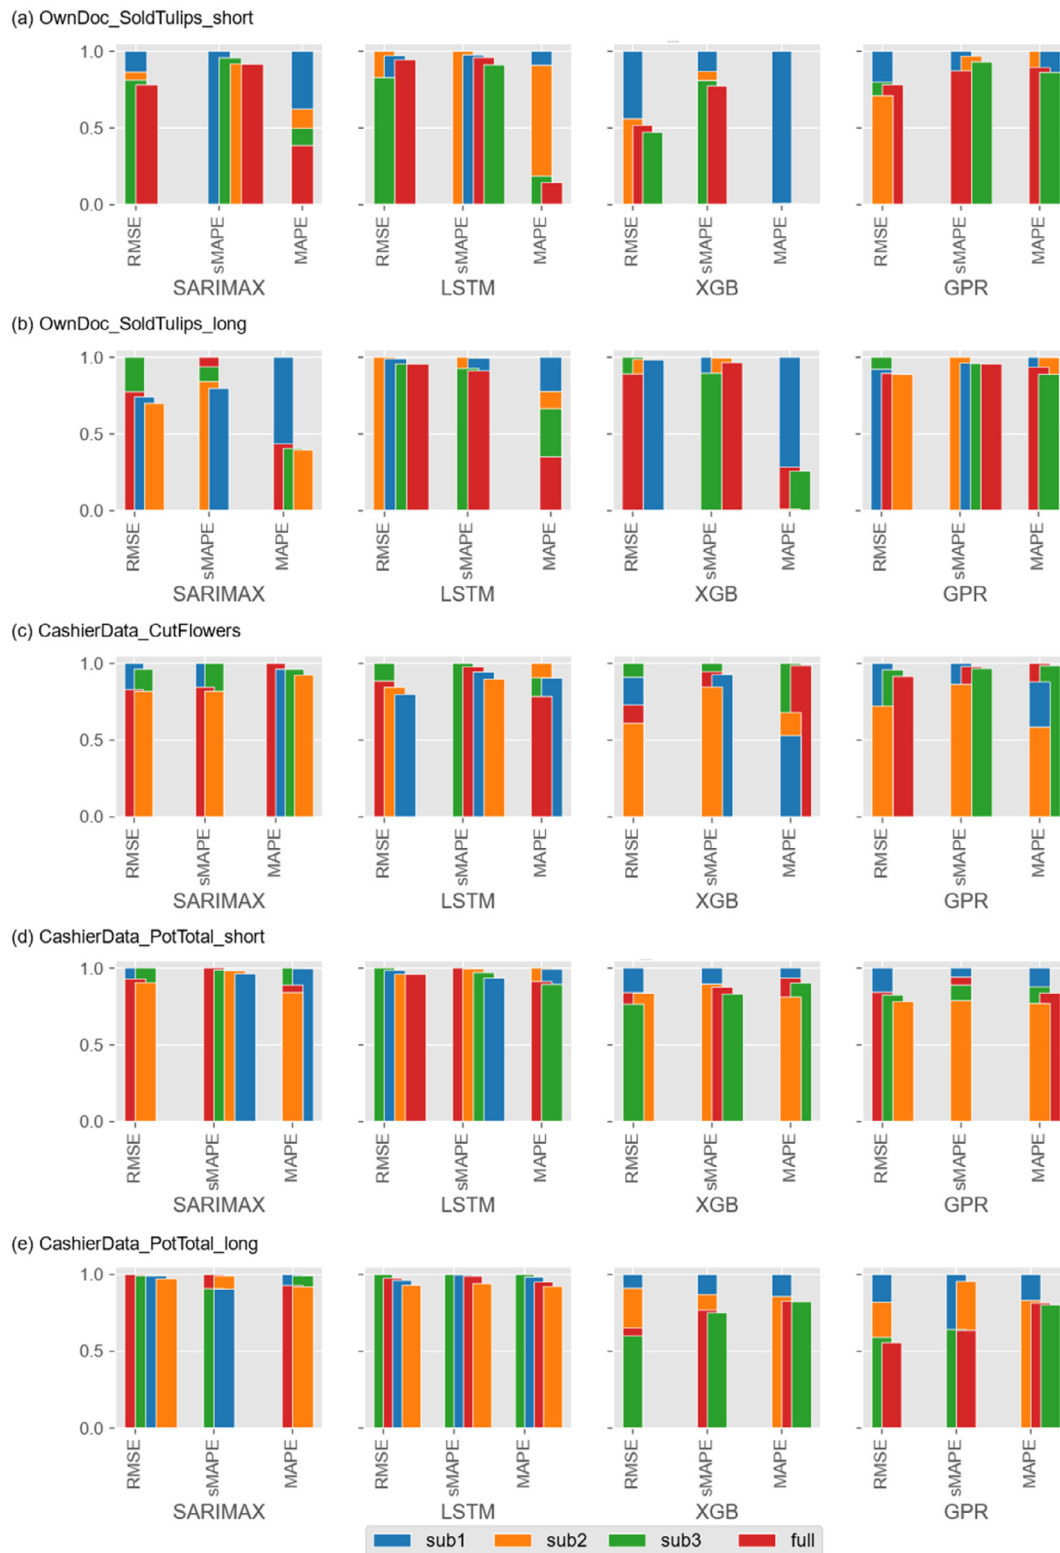 (a) OwnDoc_SoldTulips_short
1.0
0.5
0.0
RMSE sMAPE MAPE RMSE sMAPE MAPE RMSE sMAPE MAPE RMSE sMAPE MAPE
SARIMAX LSTM XGB GPR
(b) OwnDoc_SoldTulips_long
1.0
0.5
0.0
RMSE sMAPE MAPE RMSE sMAPE MAPE RMSE sMAPE MAPE RMSE sMAPE MAPE
SARIMAX LSTM XGB GPR
(c) CashierData_CutFlowers
1.0
0.5
0.0
RMSE sMAPE MAPE RMSE sMAPE MAPE RMSE sMAPE MAPE RMSE sMAPE MAPE
SARIMAX LSTM XGB GPR
(d) CashierData_PotTotal_short
1.0
0.5
0.0
RMSE sMAPE MAPE RMSE sMAPE MAPE RMSE sMAPE MAPE RMSE sMAPE MAPE
SARIMAX LSTM XGB GPR
(e) CashierData_PotTotal_long
1.0
0.5
0.0
RMSE sMAPE MAPE RMSE sMAPE MAPE RMSE sMAPE MAPE RMSE sMAPE MAPE
SARIMAX LSTM XGB GPR
sub1 sub2 sub3 full